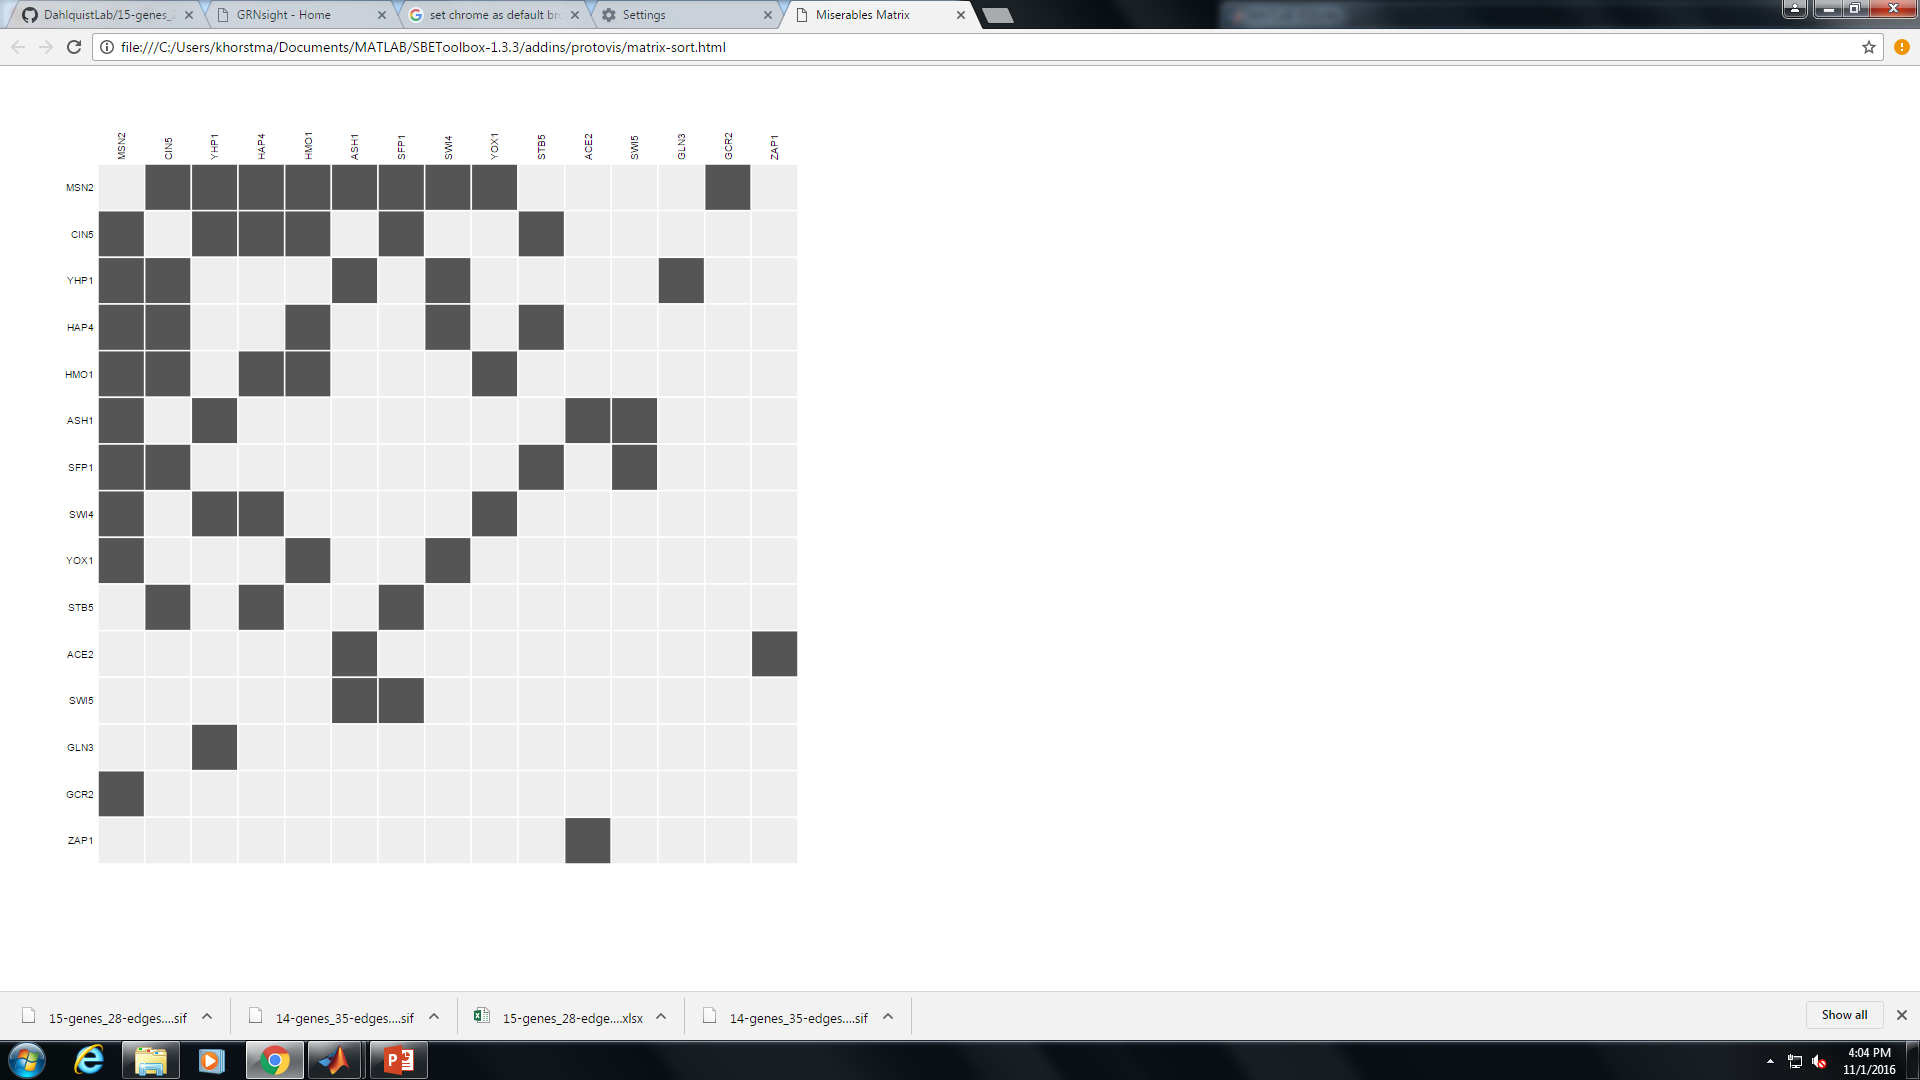 DahlquistLab/15-genes_2
GRNsight - Home
set chrome as default bro
Settings
Miserables Matrix
file:///C:/Users/khorstma/Documents/MATLAB/SBEToolbox-1.3.3/addins/protovis/matrix-sort.html
MSN2 CIN5 YHP1 HAP4 HMO1 ASH1 SFP1 SWI4 YOX1 STB5 ACE2 SWI5 GLN3 GCR2 ZAP1
MSN2
CIN5
YHP1
HAP4
HMO1
ASH1
SFP1
SWI4
YOX1
STB5
ACE2
SWI5
GLN3
GCR2
ZAP1
15-genes_28-edges....sif
14-genes_35-edges....sif
15-genes_28-edge....xlsx
14-genes_35-edges....sif
Show all
4:04 PM
11/1/2016